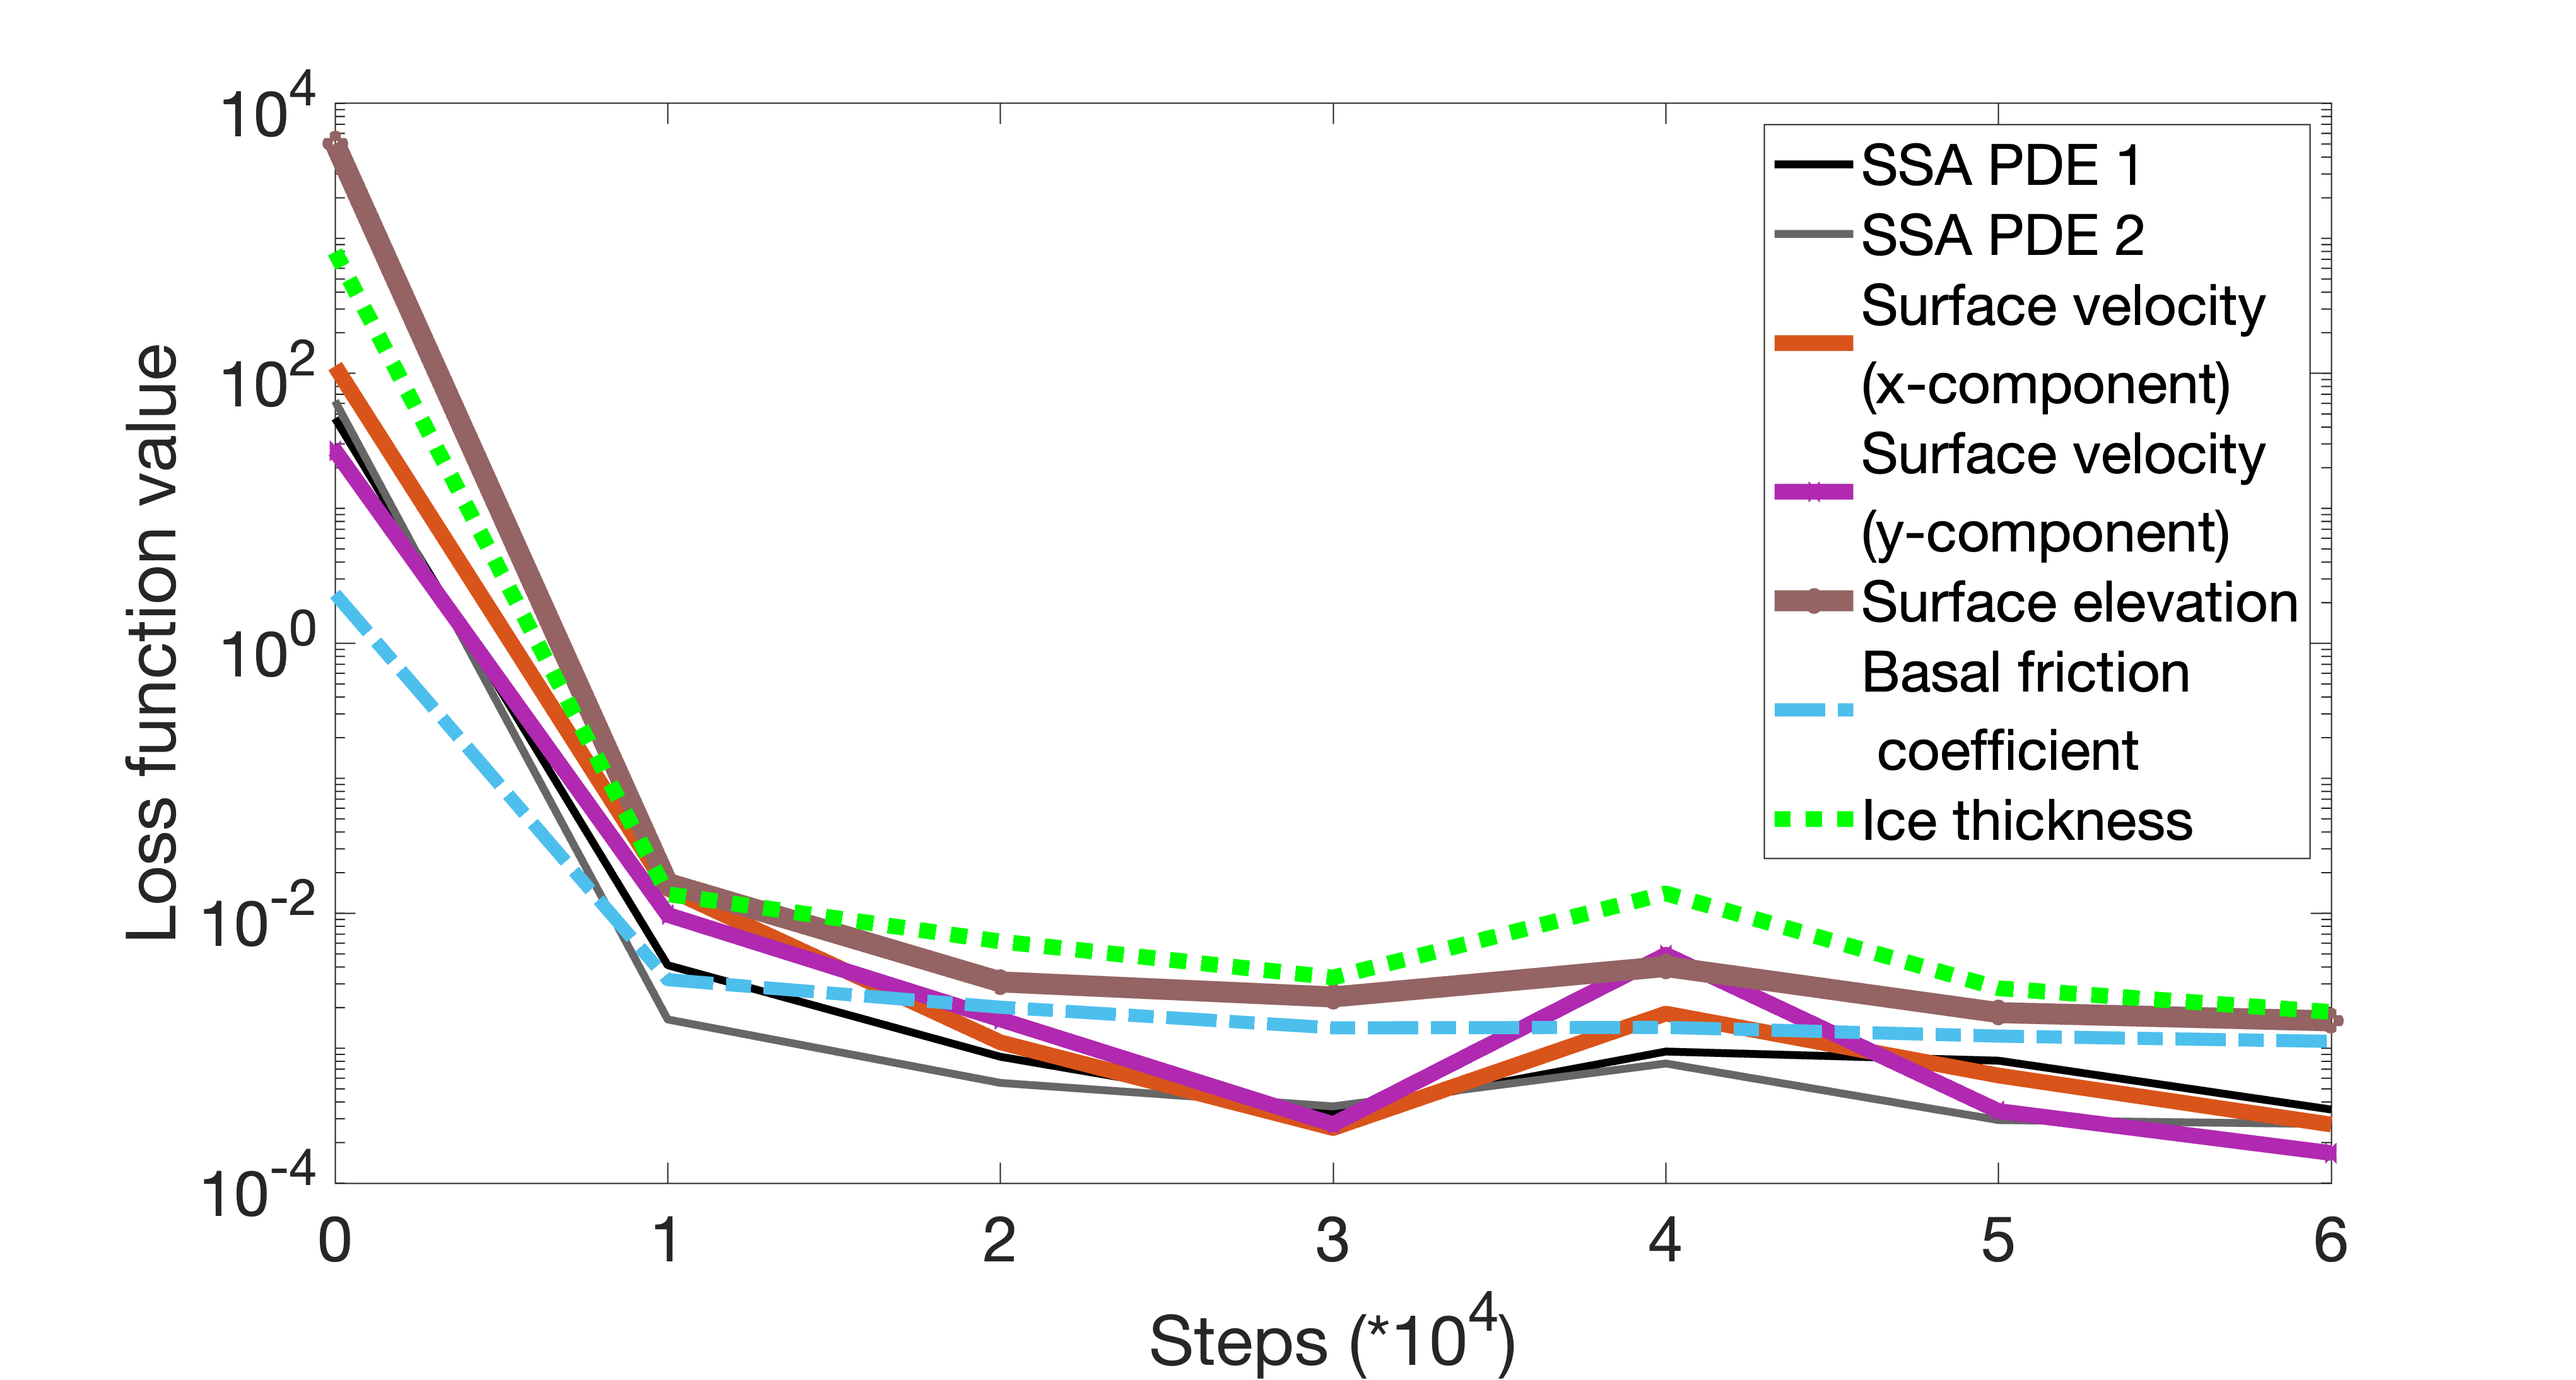 10^4
10^2
10^0
10^-2
10^-4
Loss function value
0 1 2 3 4 5 6
Steps (*10^4)
SSA PDE 1
SSA PDE 2
Surface velocity
(x-component)
Surface velocity
(y-component)
Surface elevation
Basal friction
coefficient
Ice thickness